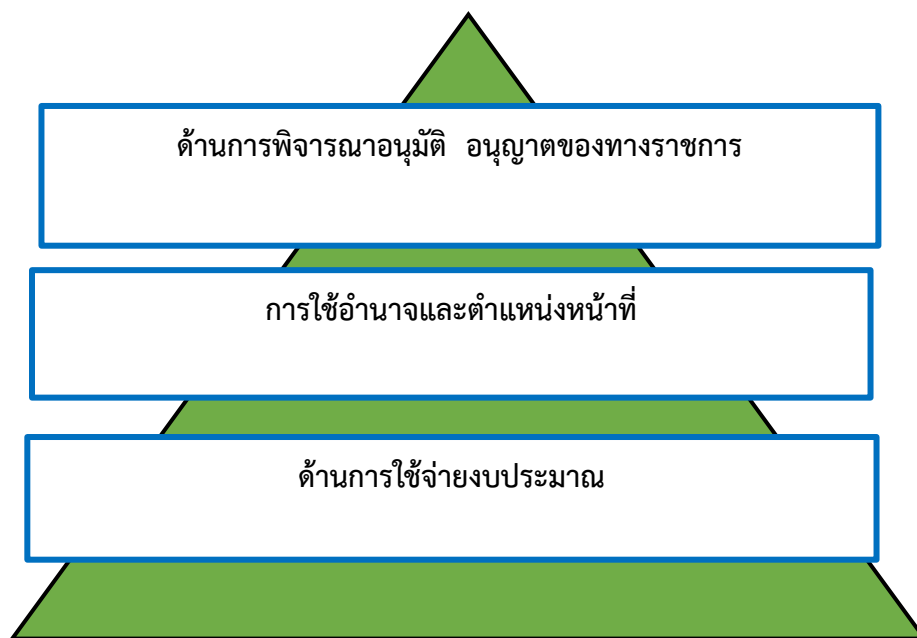 ด้านการพิจารณาอนุมัติ อนุญาตของทางราชการ
การใช้อำนาจและตำแหน่งหน้าที่
ด้านการใช้จ่ายงบประมาณ